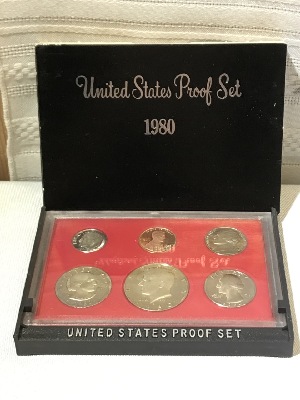 United States Proof Set
1980
UNITED STATES PROOF SET